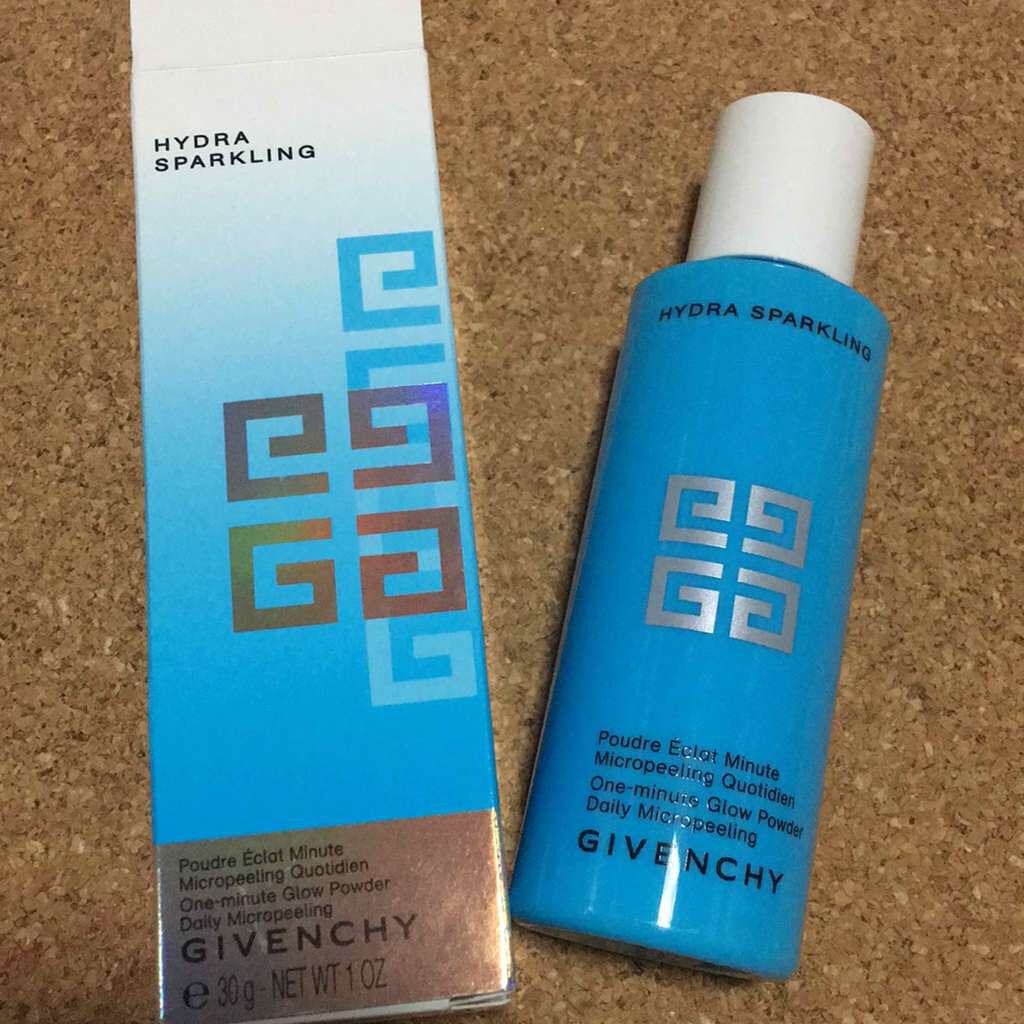 HYDRA
SPARKLING
Poudre Éclat Minute
Micropeeling Quotidien
One-minute Glow Powder
Daily Micropeeling
GIVENCHY
e 30 g - NET WT 1 OZ
HYDRA SPARKLING
Poudre Éclat Minute
Micropeeling Quotidien
One-minute Glow Powder
Daily Micropeeling
GIVENCHY